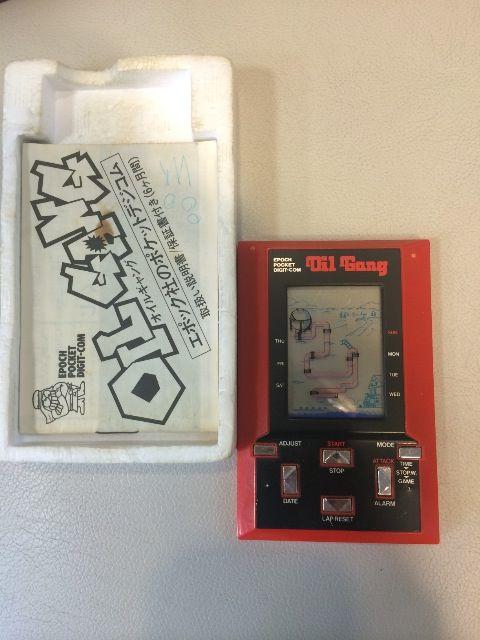 OIL GANG
オイルギャング
エポック社のポケットデジコム
取扱い説明書(保証書付き(6ヶ月間)
EPOCH
POCKET
DIGIT-COM
EPOCH
POCKET
DIGIT-COM
Oil Gang
SUN
THU
MON
FRI
TUE
SAT
WED
ADJUST
START
STOP
MODE
DATE
ATTACK
TIME
STOP.W.
GAME
ALARM
LAP.RESET